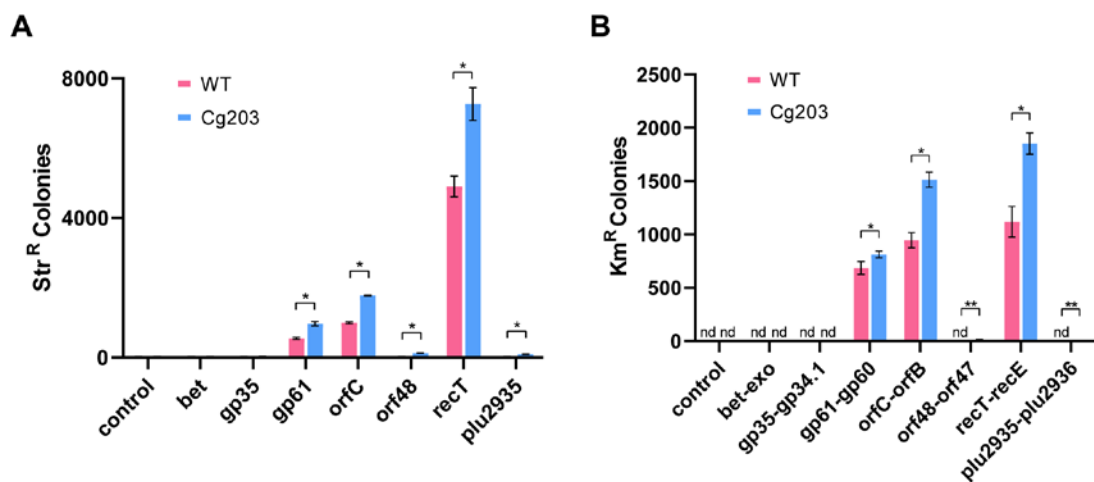 A
Str R Colonies
8000
4000
0
WT
Cg203
*
*
*
*
*
control
bet
gp35
gp61
orfC
orf48
recT
plu2935
B
Km R Colonies
2500
2000
1500
1000
500
0
WT
Cg203
nd nd
nd nd
nd nd
*
*
nd
**
*
nd
**
control
bet-exo
gp35-gp34.1
gp61-gp60
orfC-orfB
orf48-orf47
recT-recE
plu2935-plu2936